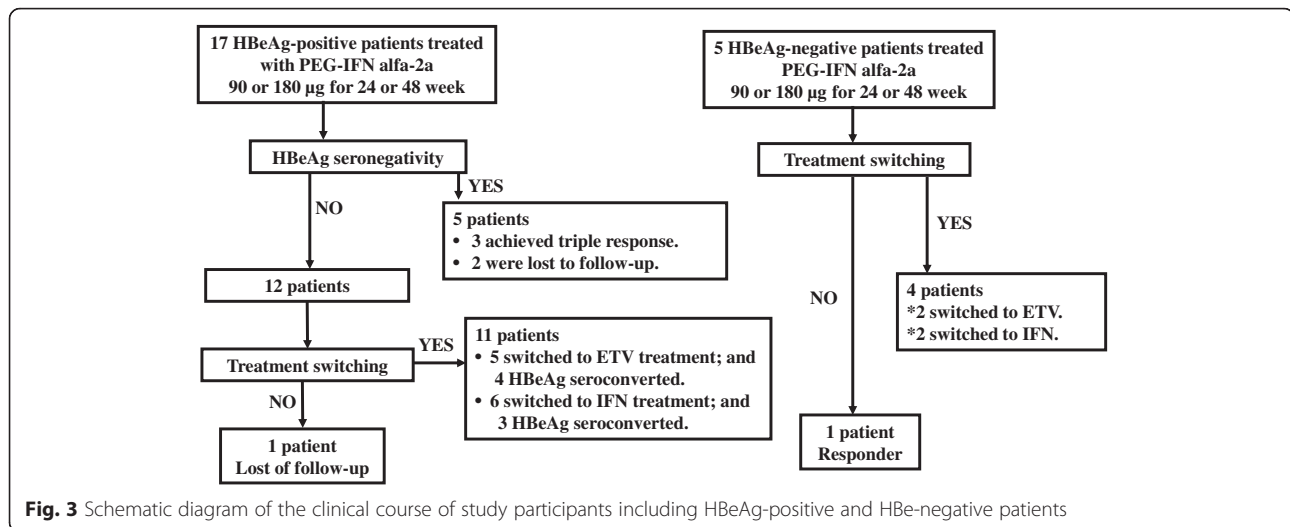 17 HBeAg-positive patients treated
with PEG-IFN alfa-2a
90 or 180 µg for 24 or 48 week
HBeAg seronegativity
YES
NO
5 patients
• 3 achieved triple response.
• 2 were lost to follow-up.
12 patients
Treatment switching
YES
NO
11 patients
• 5 switched to ETV treatment; and
4 HBeAg seroconverted.
• 6 switched to IFN treatment; and
3 HBeAg seroconverted.
1 patient
Lost of follow-up
5 HBeAg-negative patients treated
PEG-IFN alfa-2a
90 or 180 µg for 24 or 48 week
Treatment switching
YES
NO
4 patients
*2 switched to ETV.
*2 switched to IFN.
1 patient
Responder
Fig. 3 Schematic diagram of the clinical course of study participants including HBeAg-positive and HBe-negative patients